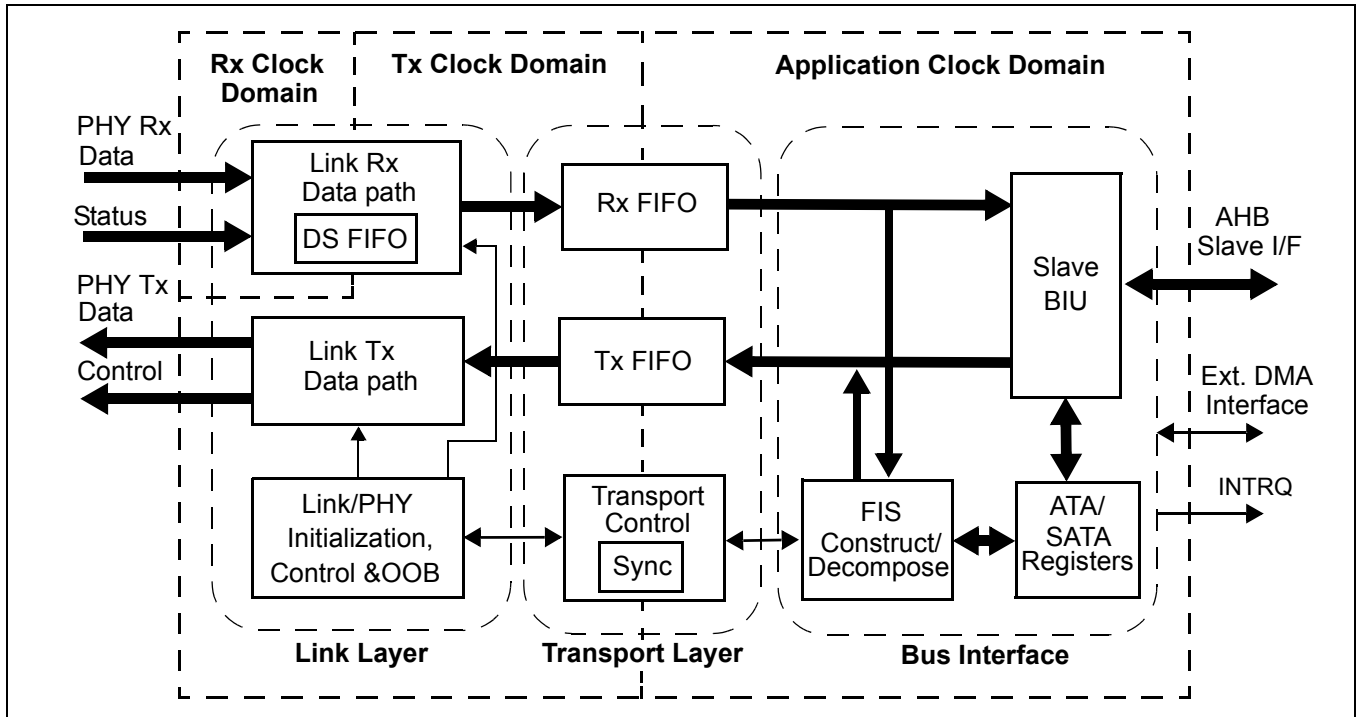 Rx Clock
Domain
Tx Clock Domain
Application Clock Domain
PHY Rx
Data
Status
PHY Tx
Data
Control
Link Rx
Data path
DS FIFO
Rx FIFO
Slave
BIU
AHB
Slave I/F
Link Tx
Data path
Tx FIFO
Ext. DMA
Interface
INTRQ
Link/PHY
Initialization,
Control &OOB
Transport
Control
Sync
FIS
Construct/
Decompose
ATA/
SATA
Registers
Link Layer
Transport Layer
Bus Interface